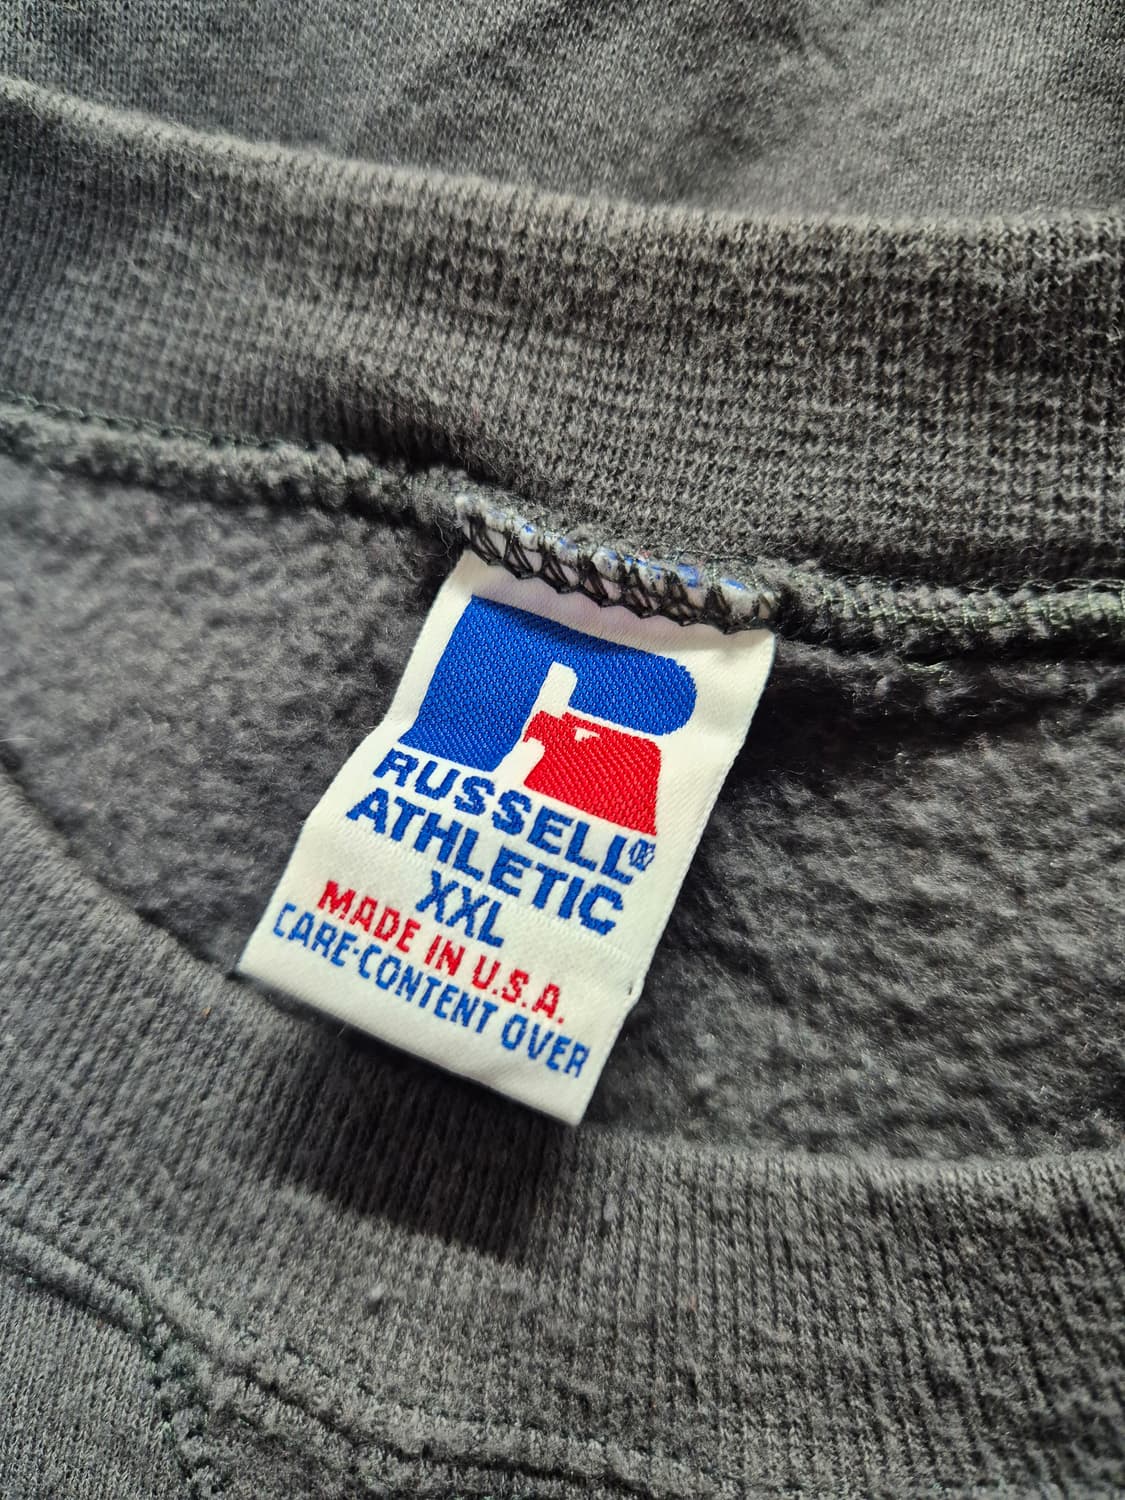 RUSSELL®
ATHLETIC
XXL
MADE IN U.S.A.
CARE-CONTENT OVER